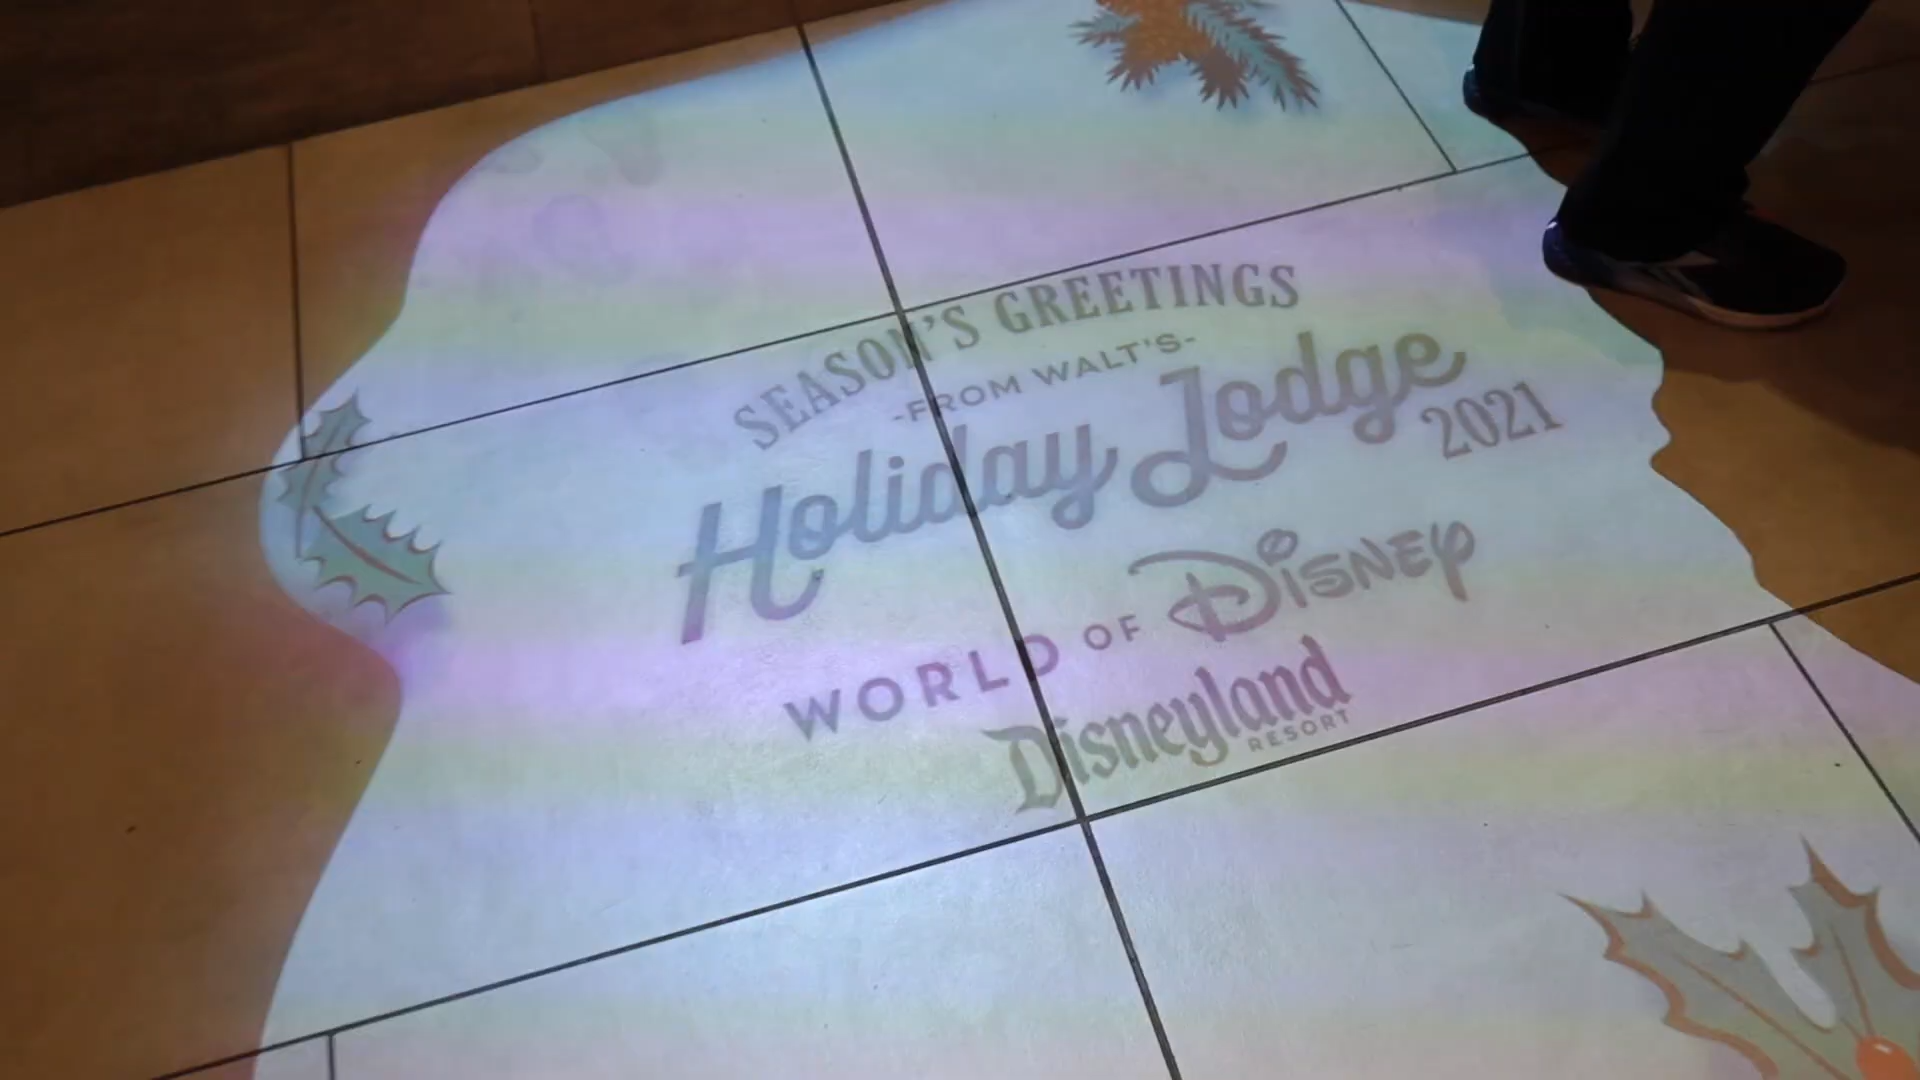 SEASON'S GREETINGS
-FROM WALT'S-
Holiday Lodge
2021
WORLD OF Disney
Disneyland
RESORT